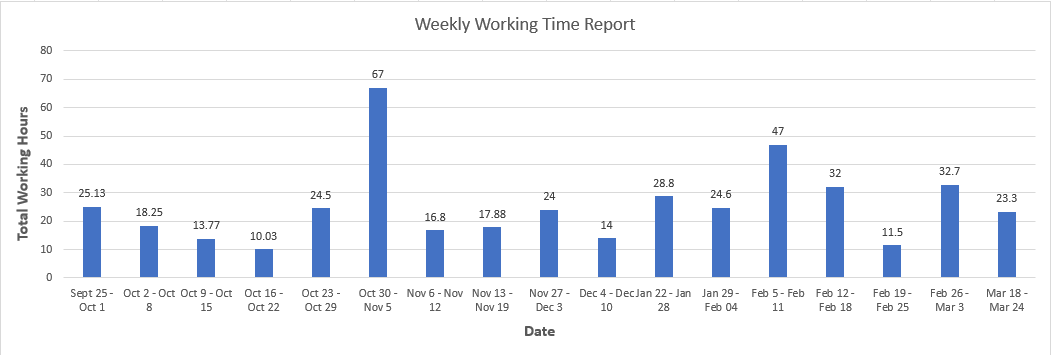 Weekly Working Time Report
80
70
60
50
40
30
20
10
0
Total Working Hours
25.13
18.25
13.77
10.03
24.5
67
16.8
17.88
24
14
28.8
24.6
47
32
11.5
32.7
23.3
Sept 25 -
Oct 1
Oct 2 - Oct
8
Oct 9 - Oct
15
Oct 16 -
Oct 22
Oct 23 -
Oct 29
Oct 30 -
Nov 5
Nov 6 - Nov
12
Nov 13 -
Nov 19
Nov 27 -
Dec 3
Dec 4 - Dec
10
Jan 22 - Jan
28
Jan 29 -
Feb 04
Feb 5 - Feb
11
Feb 12 -
Feb 18
Feb 19 -
Feb 25
Feb 26 -
Mar 3
Mar 18 -
Mar 24
Date